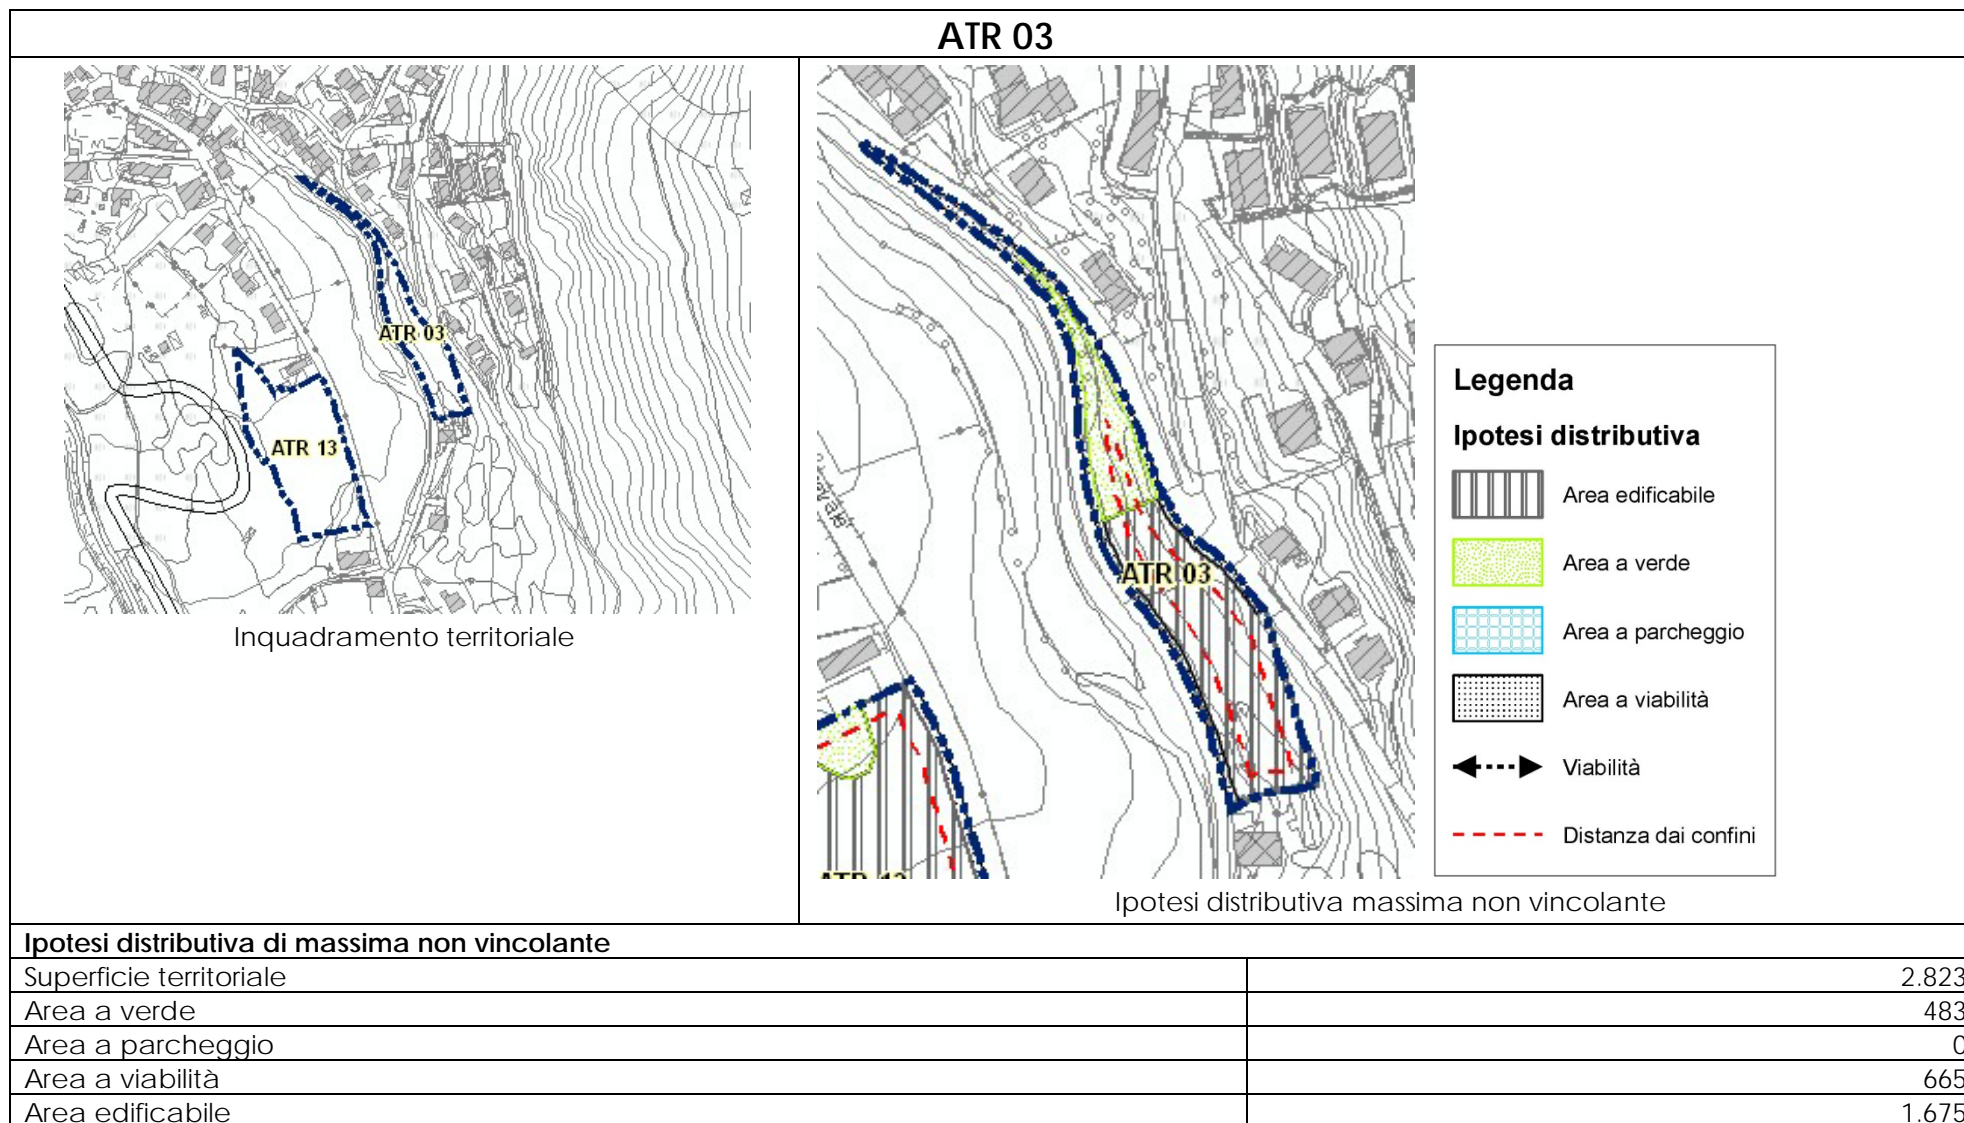 ATR 03
ATR 03
ATR 13
Inquadramento territoriale
ATR 03
Legenda
Ipotesi distributiva
Area edificabile
Area a verde
Area a parcheggio
Area a viabilità
Viabilità
Distanza dai confini
Ipotesi distributiva massima non vincolante
Ipotesi distributiva di massima non vincolante
Superficie territoriale 2.823
Area a verde 483
Area a parcheggio 0
Area a viabilità 665
Area edificabile 1.675